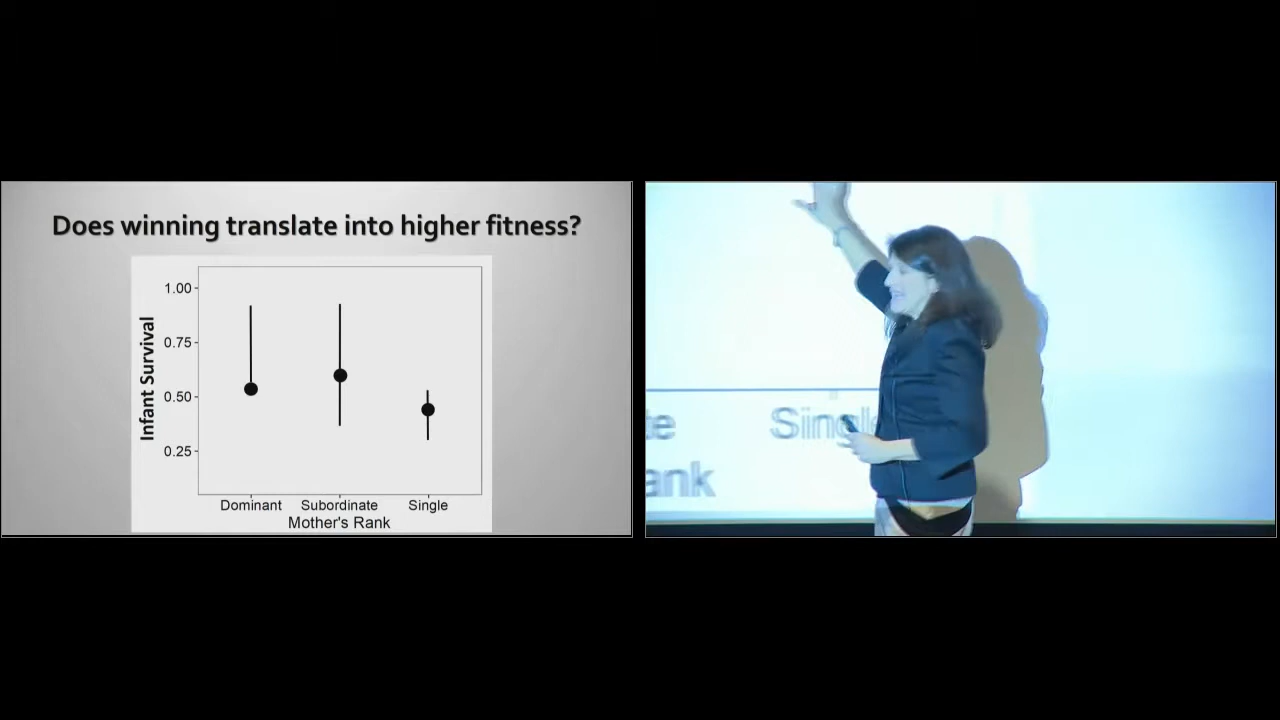 Does winning translate into higher fitness?
Infant Survival
1.00
0.75
0.50
0.25
Dominant Subordinate Single
Mother's Rank
Single